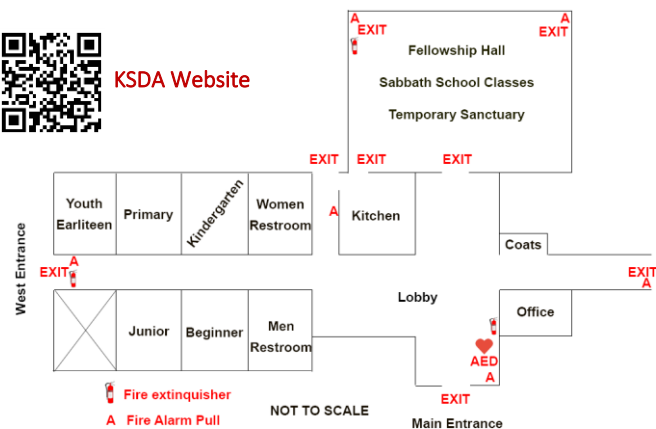 KSDA Website
A
EXIT
A
EXIT
Fellowship Hall
Sabbath School Classes
Temporary Sanctuary
EXIT
EXIT
EXIT
Youth
Earliteen
Primary
Kindergarten
Women
Restroom
A
Kitchen
Coats
West Entrance
A
EXIT
EXIT
A
Lobby
Office
Junior
Beginner
Men
Restroom
AED
A
EXIT
Fire extinquisher
A Fire Alarm Pull
NOT TO SCALE
Main Entrance